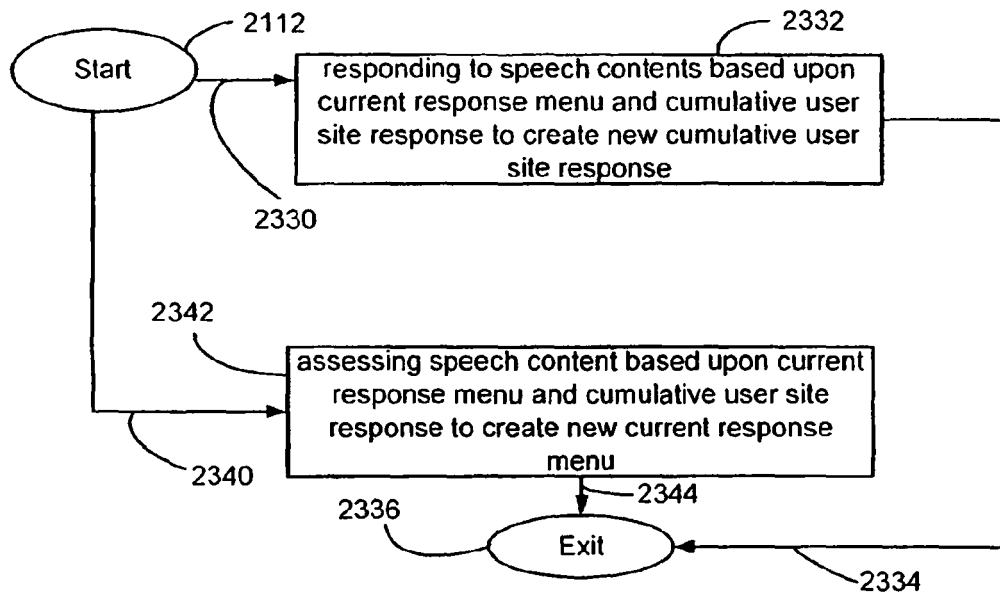 2112
2332
Start
responding to speech contents based upon
current response menu and cumulative user
site response to create new cumulative user
site response
2330
2342
assessing speech content based upon current
response menu and cumulative user site
response to create new current response
menu
2340
2344
2336
Exit
2334